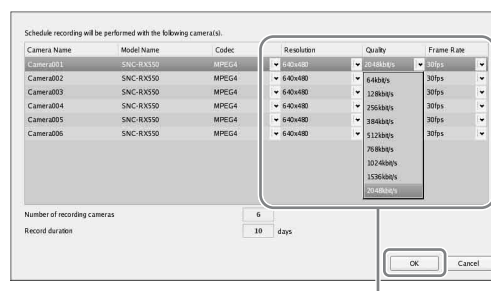 Schedule recording will be performed with the following camera(s).
Camera Name Model Name Codec Resolution Quality Frame Rate
Camera001 SNC-RX550 MPEG4 640x480 2048kbit/s 30fps
Camera002 SNC-RX550 MPEG4 640x480 64kbit/s 30fps
Camera003 SNC-RX550 MPEG4 640x480 128kbit/s 30fps
Camera004 SNC-RX550 MPEG4 640x480 256kbit/s 30fps
Camera005 SNC-RX550 MPEG4 640x480 384kbit/s 30fps
Camera006 SNC-RX550 MPEG4 640x480 512kbit/s 30fps
768kbit/s
1024kbit/s
1536kbit/s
2048kbit/s
Number of recording cameras 6
Record duration 10 days
OK Cancel